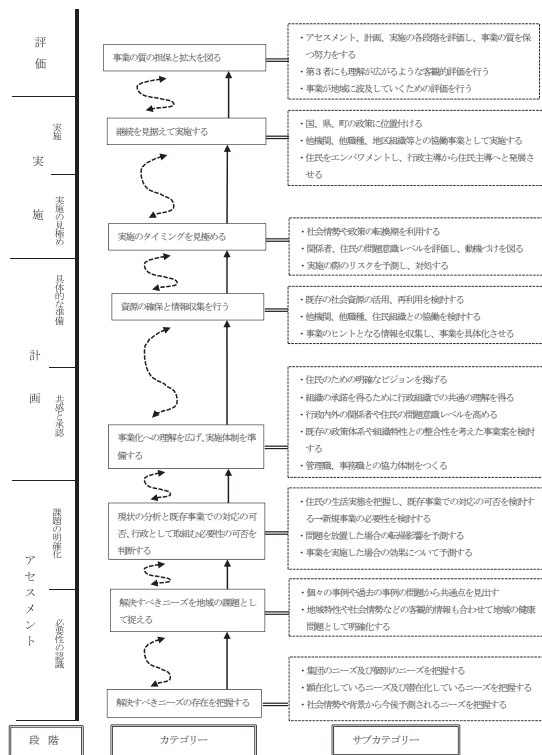 評価
事業の質の担保と拡大を図る
・アセスメント、計画、実施の各段階を評価し、事業の質を保
つ努力をする
・第3者にも理解が広がるような客観的評価を行う
・事業が地域に波及していくための評価を行う
実施
実施
継続を見据えて実施する
・国、県、町の政策に位置付ける
・他機関、他職種、地区組織等との協働事業として実施する
・住民をエンパワメントし、行政主導から住民主導へと発展さ
せる
実施の見極め
実施のタイミングを見極める
・社会情勢や政策の転換期を利用する
・関係者、住民の問題意識レベルを評価し、動機づけを図る
・実施の際のリスクを予測し、対処する
計画
具体的な準備
資源の確保と情報収集を行う
・既存の社会資源の活用、再利用を検討する
・他機関、他職種、住民組織との協働を検討する
・事業のヒントとなる情報を収集し、事業を具体化させる
共感と承認
事業化への理解を広げ、実施体制を準
備する
・住民のための明確なビジョンを掲げる
・組織の承諾を得るために行政組織での共通の理解を得る
・行政内外の関係者や住民の問題意識レベルを高める
・既存の政策体系や組織特性との整合性を考えた事業案を検討
する
・管理職、事務職との協力体制をつくる
アセスメント
課題の明確化
現状の分析と既存事業での対応の可
否、行政として取組む必要性の可否を
判断する
・住民の生活実態を把握し、既存事業での対応の可否を検討す
る→新規事業の必要性を検討する
・問題を放置した場合の転帰影響を予測する
・事業を実施した場合の効果について予測する
必要性の認識
解決すべきニーズを地域の課題とし
て捉える
・個々の事例や過去の事例の問題から共通点を見出す
・地域特性や社会情勢などの客観的情報も合わせて地域の健康
問題として明確化する
解決すべきニーズの存在を把握する
・集団のニーズ及び個別のニーズを把握する
・顕在化しているニーズ及び潜在化しているニーズを把握する
・社会情勢や背景から今後予測されるニーズを把握する
段 階
カテゴリー
サブカテゴリー